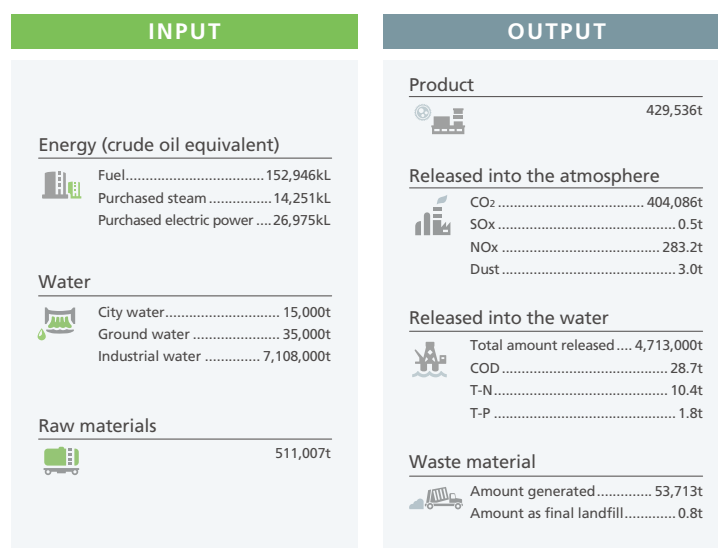 INPUT
Energy (crude oil equivalent)
Fuel................................152,946kL
Purchased steam ...............14,251kL
Purchased electric power ....26,975kL
Water
City water........................... 15,000t
Ground water ...................... 35,000t
Industrial water .............. 7,108,000t
Raw materials
511,007t
OUTPUT
Product
429,536t
Released into the atmosphere
CO₂ ................................... 404,086t
SOx ........................................... 0.5t
NOx ....................................... 283.2t
Dust .......................................... 3.0t
Released into the water
Total amount released .... 4,713,000t
COD ........................................ 28.7t
T-N .......................................... 10.4t
T-P ............................................ 1.8t
Waste material
Amount generated.............. 53,713t
Amount as final landfill............. 0.8t